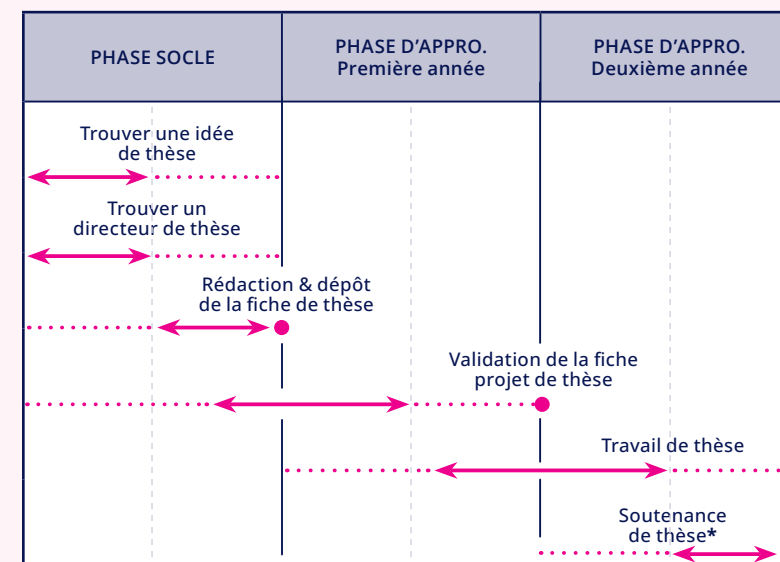 PHASE SOCLE
PHASE D'APPRO.
Première année
PHASE D'APPRO.
Deuxième année
Trouver une idée
de thèse
Trouver un
directeur de thèse
Rédaction & dépôt
de la fiche de thèse
Validation de la fiche
projet de thèse
Travail de thèse
Soutenance
de thèse*